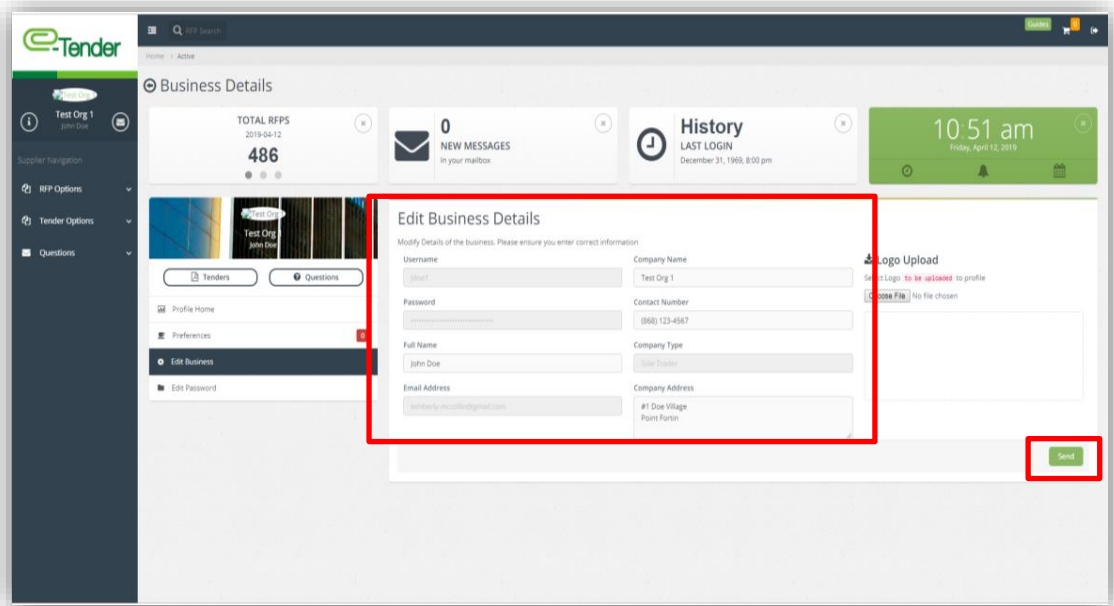 e-Tender
RFP Search
Guides
0
Home > Active
Business Details
Test Org 1
John Doe
Supplier Navigation
RFP Options
Tender Options
Questions
TOTAL RFPS
2019-04-12
486
0
NEW MESSAGES
In your mailbox
History
LAST LOGIN
December 31, 1969, 8:00 pm
10:51 am
Friday, April 12, 2019
Test Org
Test Org 1
John Doe
Tenders
Questions
Profile Home
Preferences
0
Edit Business
Edit Password
Edit Business Details
Modify Details of the business. Please ensure you enter correct information
Username
Company Name
Test Org 1
Password
Contact Number
(868) 123-4567
Full Name
John Doe
Company Type
Sole Trader
Email Address
Company Address
#1 Doe Village
Point Fortin
Logo Upload
Select Logo to be uploaded to profile
Choose File No file chosen
Send